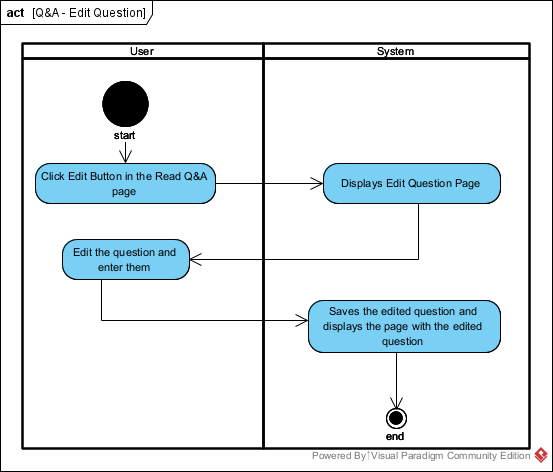 act [Q&A - Edit Question]
User
System
start
Click Edit Button in the Read Q&A
page
Displays Edit Question Page
Edit the question and
enter them
Saves the edited question and
displays the page with the edited
question
end
Powered By Visual Paradigm Community Edition